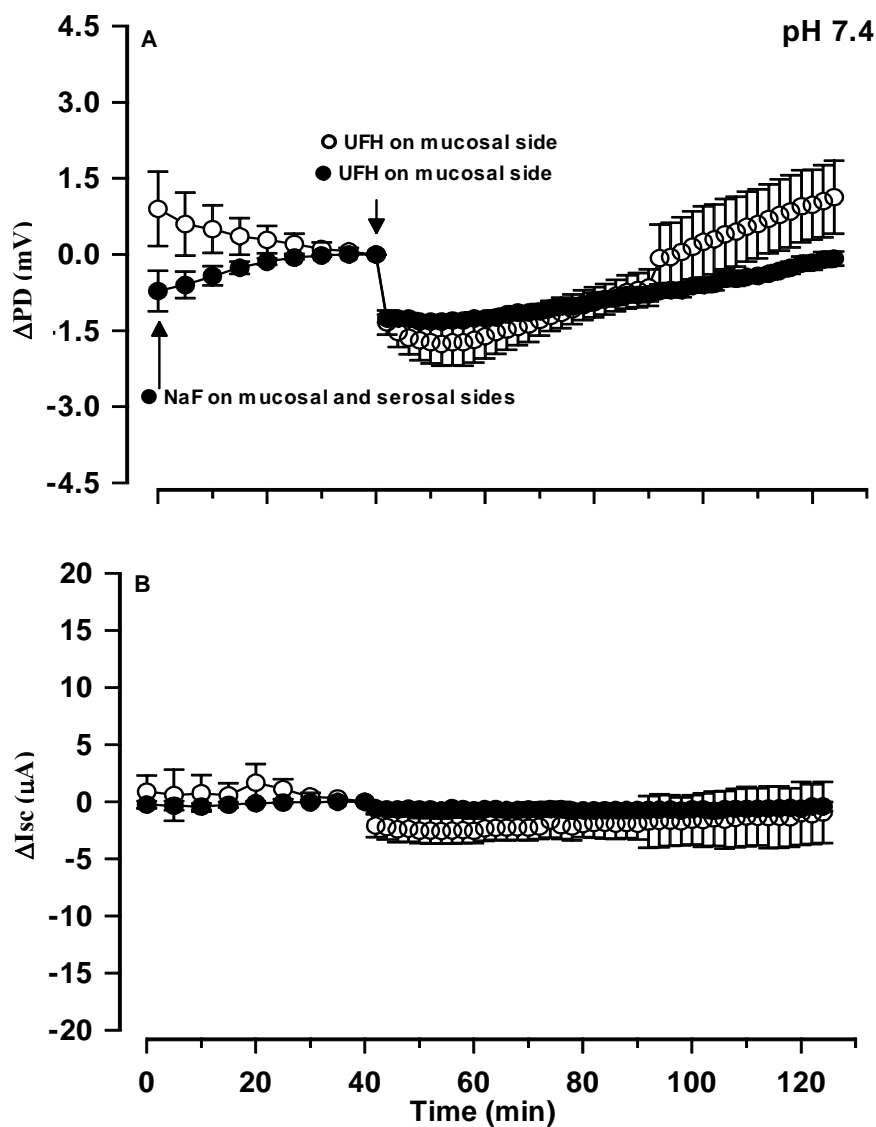 A
pH 7.4
4.5
3.0
1.5
0.0
-1.5
-3.0
-4.5
ΔPD (mV)
UFH on mucosal side
UFH on mucosal side
NaF on mucosal and serosal sides
B
20
15
10
5
0
-5
-10
-15
-20
ΔIsc (µA)
0 20 40 60 80 100 120
Time (min)